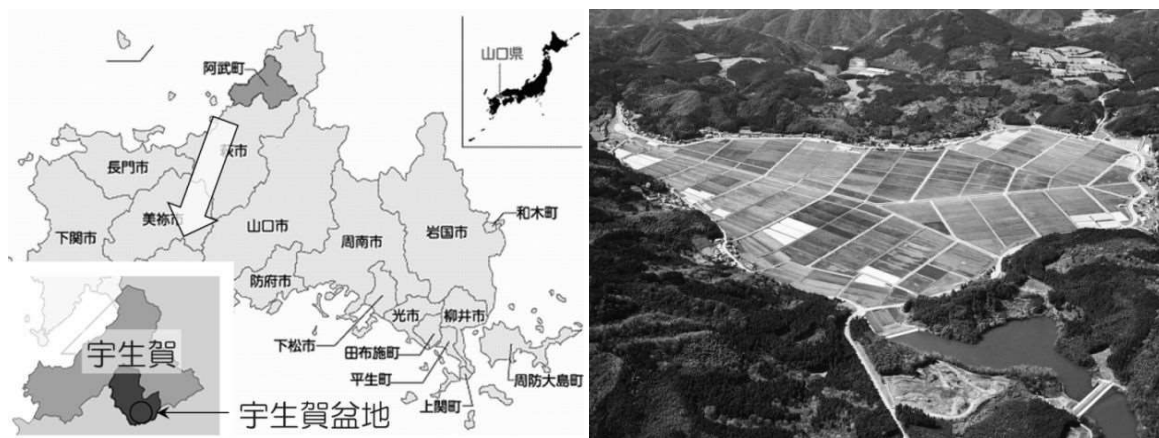 山口県
阿武町
萩市
長門市
美祢市
和木町
下関市
山口市
周南市
岩国市
防府市
光市
柳井市
下松市
田布施町
平生町
周防大島町
上関町
宇生賀
宇生賀盆地